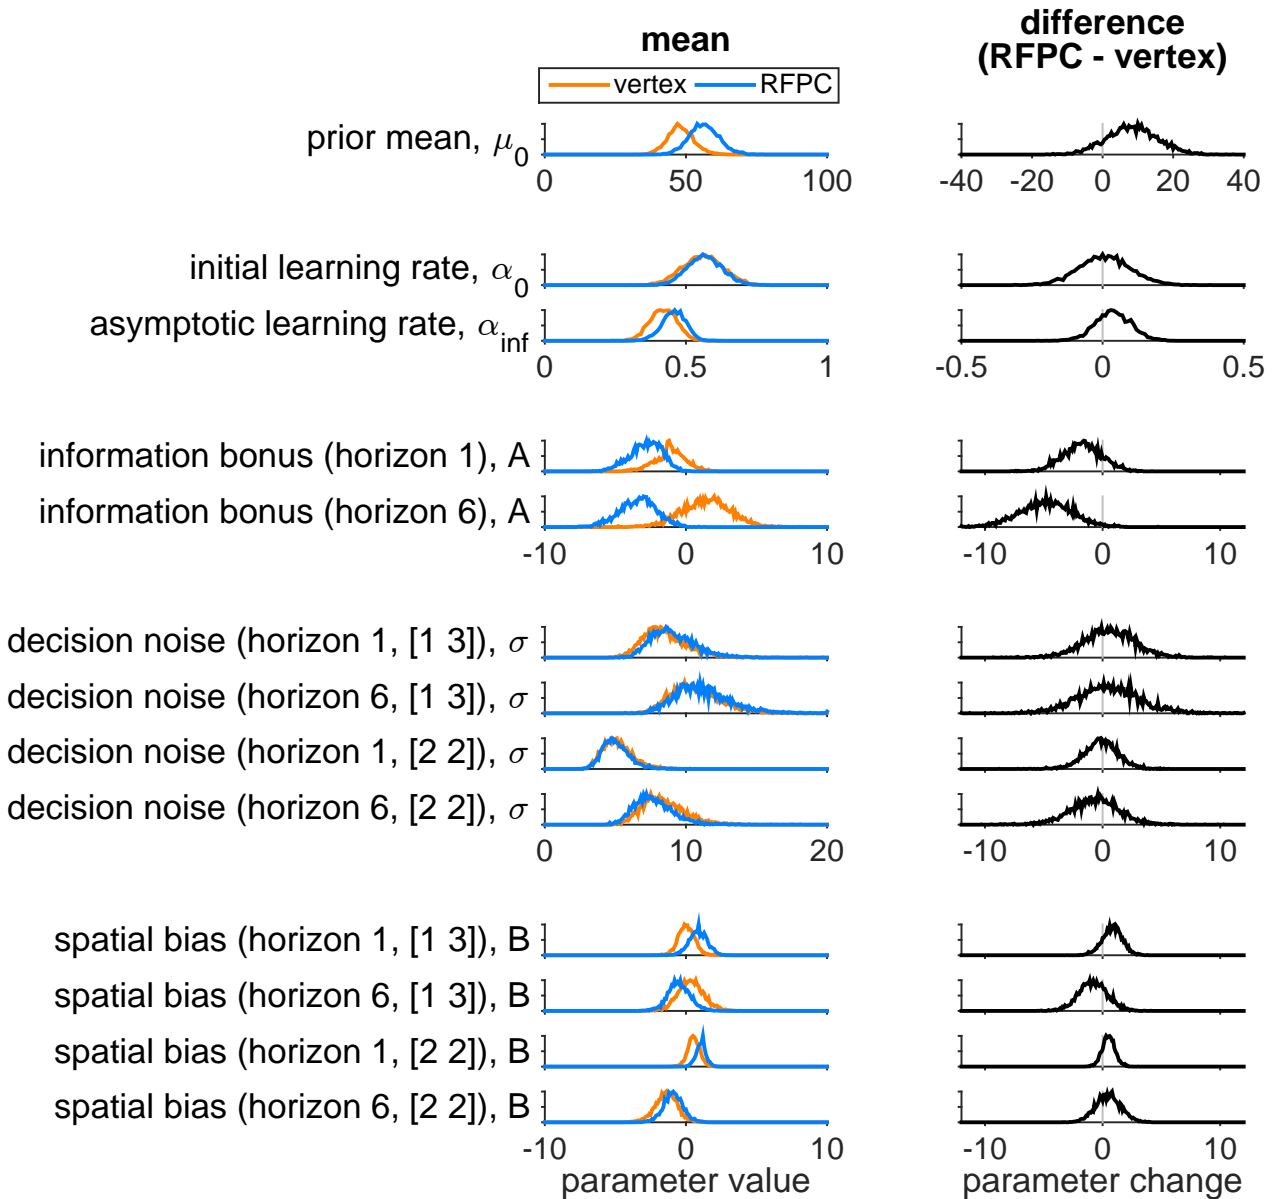 mean
difference
(RFPC - vertex)
vertex RFPC
prior mean, μ0
0 50 100
-40 -20 0 20 40
initial learning rate, α0
asymptotic learning rate, αinf
0 0.5 1
-0.5 0 0.5
information bonus (horizon 1), A
information bonus (horizon 6), A
-10 0 10
-10 0 10
decision noise (horizon 1, [1 3]), σ
decision noise (horizon 6, [1 3]), σ
decision noise (horizon 1, [2 2]), σ
decision noise (horizon 6, [2 2]), σ
0 10 20
-10 0 10
spatial bias (horizon 1, [1 3]), B
spatial bias (horizon 6, [1 3]), B
spatial bias (horizon 1, [2 2]), B
spatial bias (horizon 6, [2 2]), B
-10 0 10
-10 0 10
parameter value
parameter change